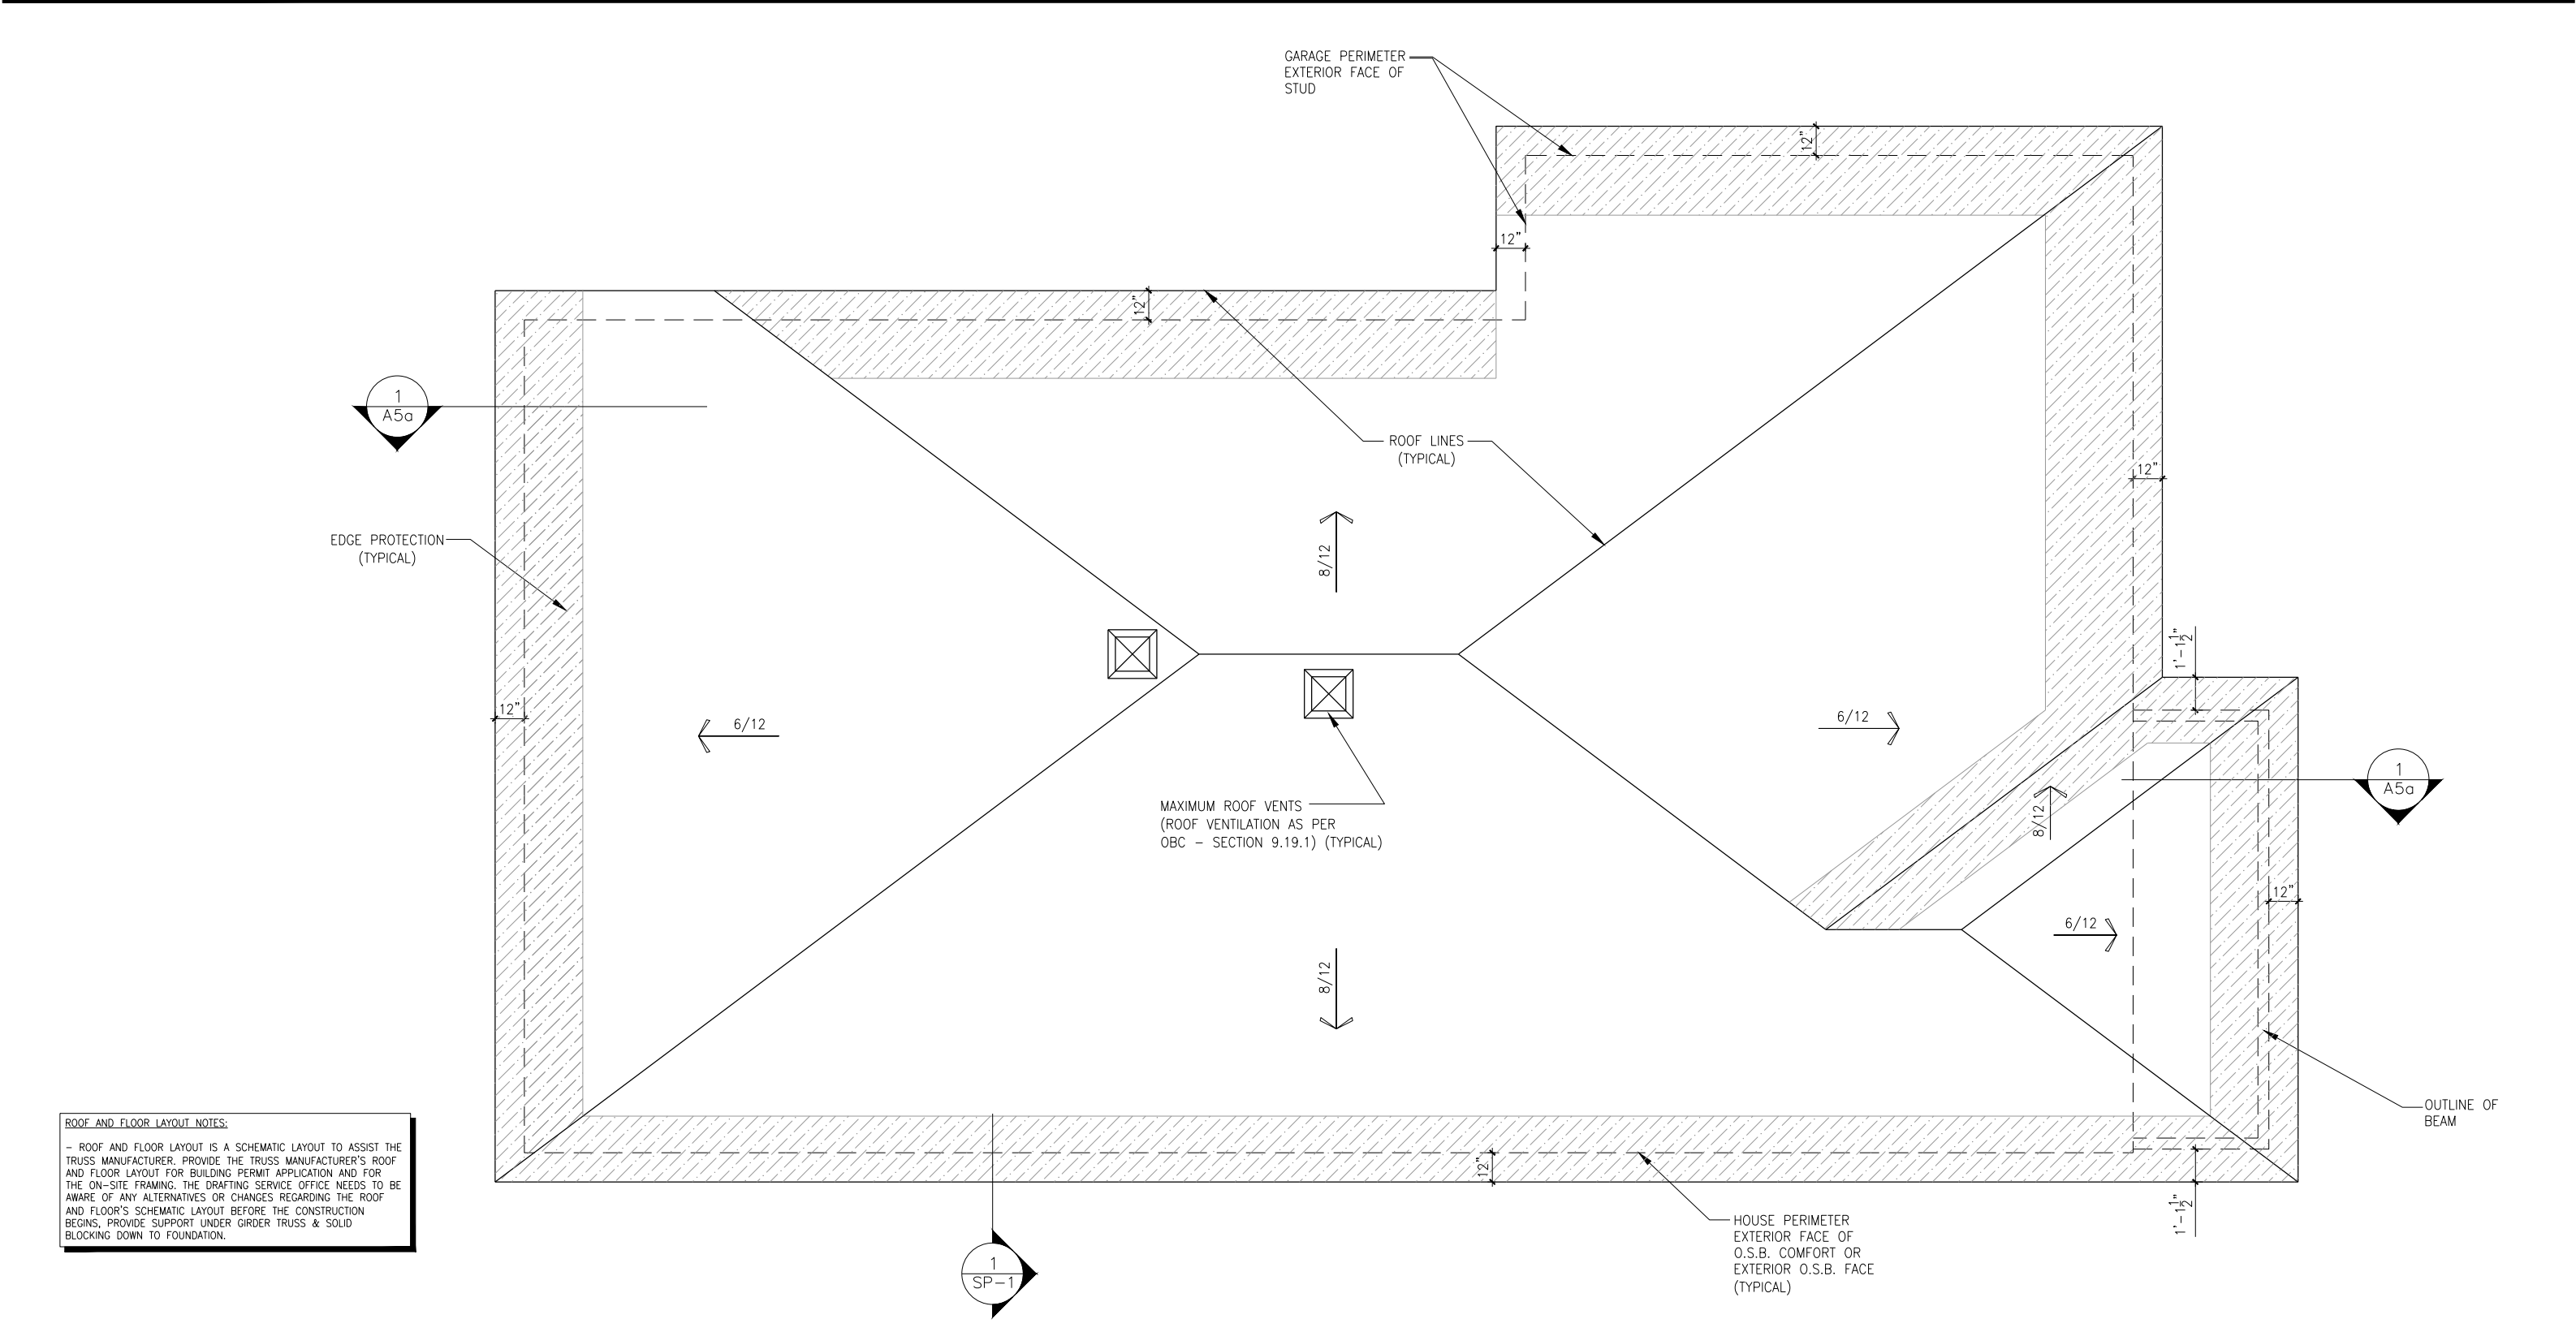 GARAGE PERIMETER
EXTERIOR FACE OF
STUD
12"
12"
12"
1
A5a
ROOF LINES
(TYPICAL)
12"
EDGE PROTECTION
(TYPICAL)
8/12
1'-1 1/2"
12"
6/12
6/12
1
A5a
MAXIMUM ROOF VENTS
(ROOF VENTILATION AS PER
OBC - SECTION 9.19.1) (TYPICAL)
8/12
12"
6/12
8/12
OUTLINE OF
BEAM
12"
1'-1 1/2"
HOUSE PERIMETER
EXTERIOR FACE OF
O.S.B. COMFORT OR
EXTERIOR O.S.B. FACE
(TYPICAL)
1
SP-1
ROOF AND FLOOR LAYOUT NOTES:
- ROOF AND FLOOR LAYOUT IS A SCHEMATIC LAYOUT TO ASSIST THE
TRUSS MANUFACTURER. PROVIDE THE TRUSS MANUFACTURER'S ROOF
AND FLOOR LAYOUT FOR BUILDING PERMIT APPLICATION AND FOR
THE ON-SITE FRAMING. THE DRAFTING SERVICE OFFICE NEEDS TO BE
AWARE OF ANY ALTERNATIVES OR CHANGES REGARDING THE ROOF
AND FLOOR'S SCHEMATIC LAYOUT BEFORE THE CONSTRUCTION
BEGINS, PROVIDE SUPPORT UNDER GIRDER TRUSS & SOLID
BLOCKING DOWN TO FOUNDATION.